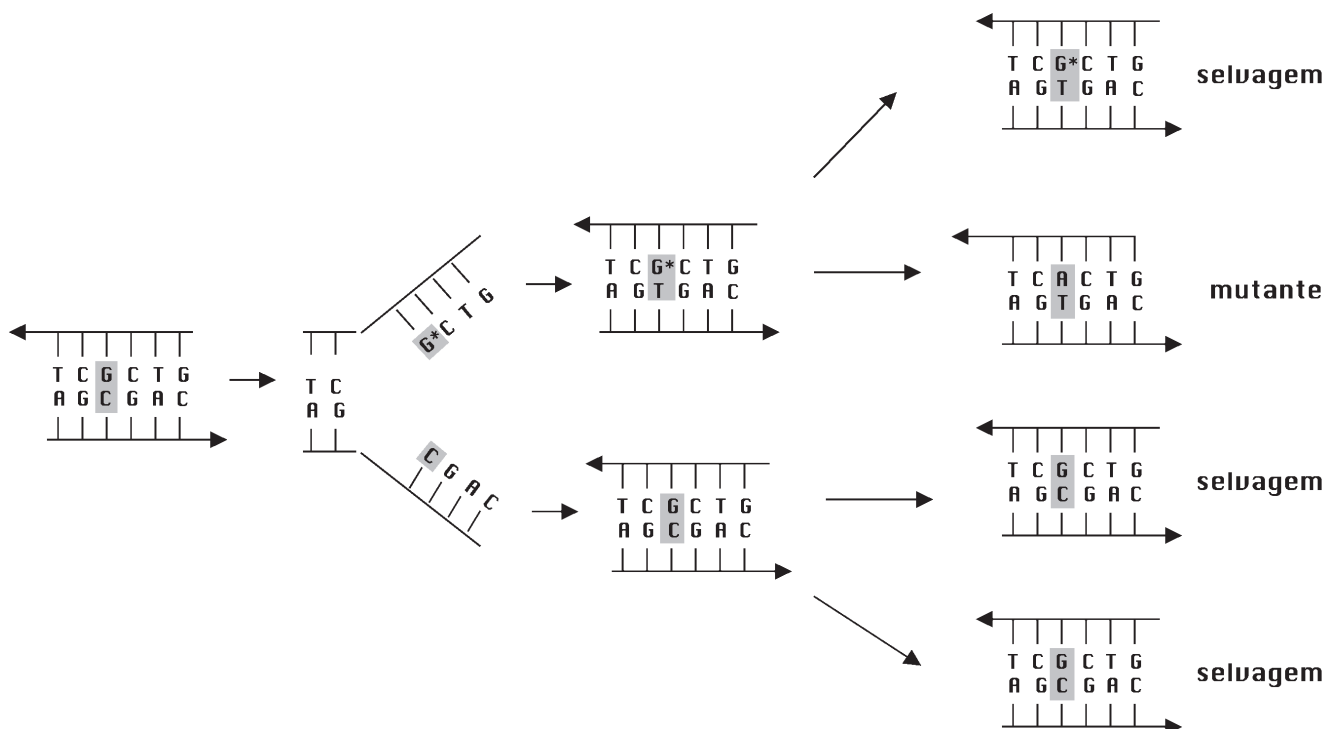 T C G* C T G
A G T G A C
selvagem
G* C T G
T C G* C T G
A G T G A C
T C A C T G
A G T G A C
mutante
T C G C T G
A G C G A C
T C
A G
C G A C
T C G C T G
A G C G A C
T C G C T G
A G C G A C
selvagem
T C G C T G
A G C G A C
selvagem